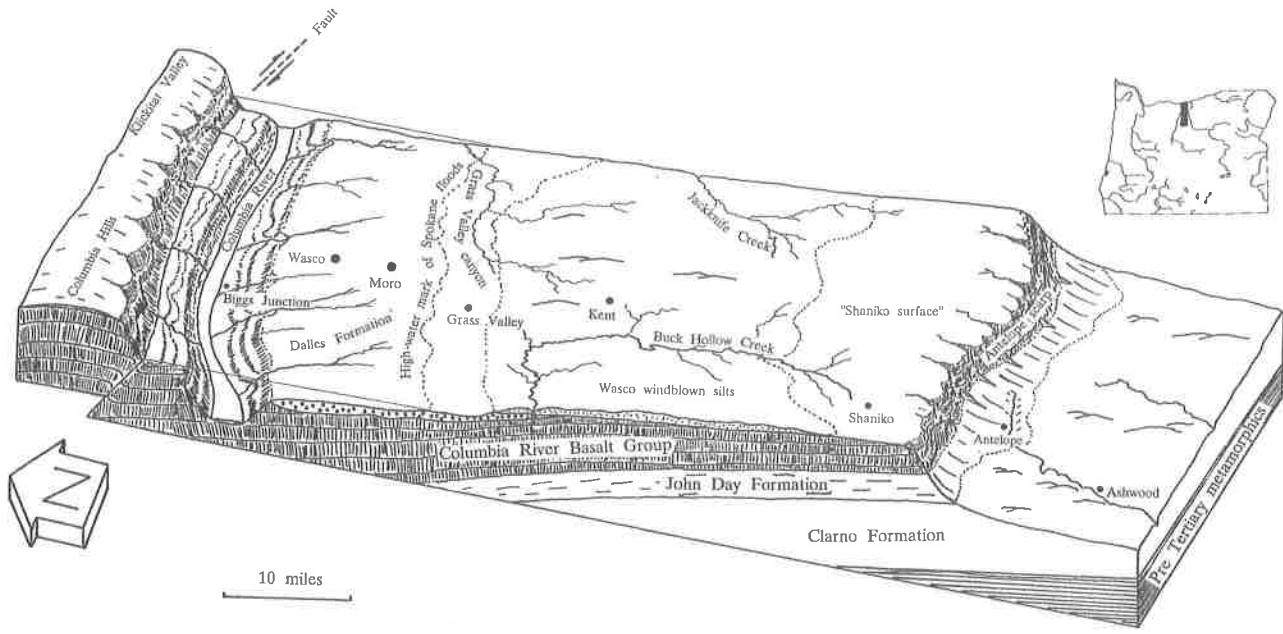 Fault
Klickitat Valley
Columbia Hills
Columbia River
Biggs Junction
Wasco
Moro
Dalles Formation
High-water mark of Spokane floods
Grass Valley canyon
Grass Valley
Jackknife Creek
Kent
Buck Hollow Creek
Wasco windblown silts
"Shaniko surface"
Shaniko
Antelope scarp
Antelope
Ashwood
Columbia River Basalt Group
John Day Formation
Clarno Formation
Pre Tertiary metamorphics
N
10 miles